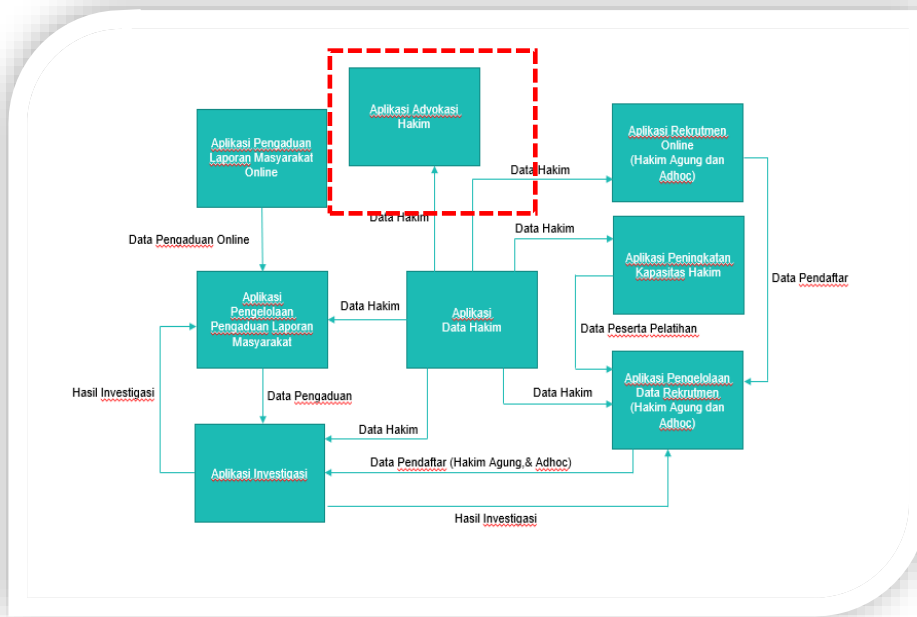 Aplikasi Advokasi
Hakim
Aplikasi Pengaduan
Laporan Masyarakat
Online
Aplikasi Rekrutmen
Online
(Hakim Agung dan
Adhoc)
Data Hakim
Data Hakim
Data Hakim
Data Pengaduan Online
Aplikasi Peningkatan
Kapasitas Hakim
Data Pendaftar
Aplikasi
Pengelolaan
Pengaduan Laporan
Masyarakat
Data Hakim
Aplikasi
Data Hakim
Data Peserta Pelatihan
Hasil Investigasi
Data Pengaduan
Data Hakim
Aplikasi Pengelolaan
Data Rekrutmen
(Hakim Agung dan
Adhoc)
Data Hakim
Aplikasi Investigasi
Data Pendaftar (Hakim Agung,& Adhoc)
Hasil Investigasi